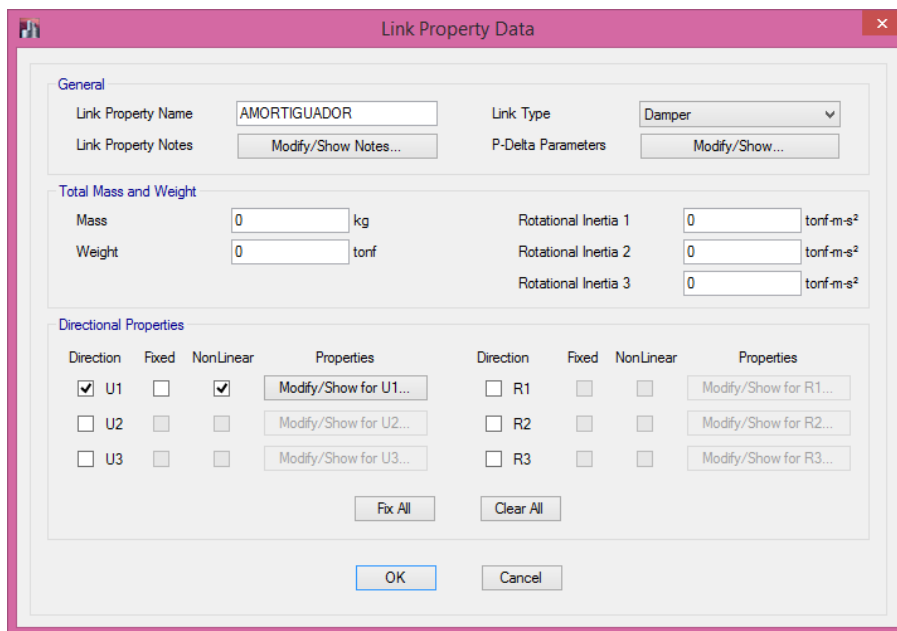 Link Property Data
General
Link Property Name AMORTIGUADOR Link Type Damper
Link Property Notes Modify/Show Notes... P-Delta Parameters Modify/Show...
Total Mass and Weight
Mass 0 kg Rotational Inertia 1 0 tonf-m-s²
Weight 0 tonf Rotational Inertia 2 0 tonf-m-s²
Rotational Inertia 3 0 tonf-m-s²
Directional Properties
Direction Fixed NonLinear Properties Direction Fixed NonLinear Properties
U1 Modify/Show for U1... R1 Modify/Show for R1...
U2 Modify/Show for U2... R2 Modify/Show for R2...
U3 Modify/Show for U3... R3 Modify/Show for R3...
Fix All Clear All
OK Cancel